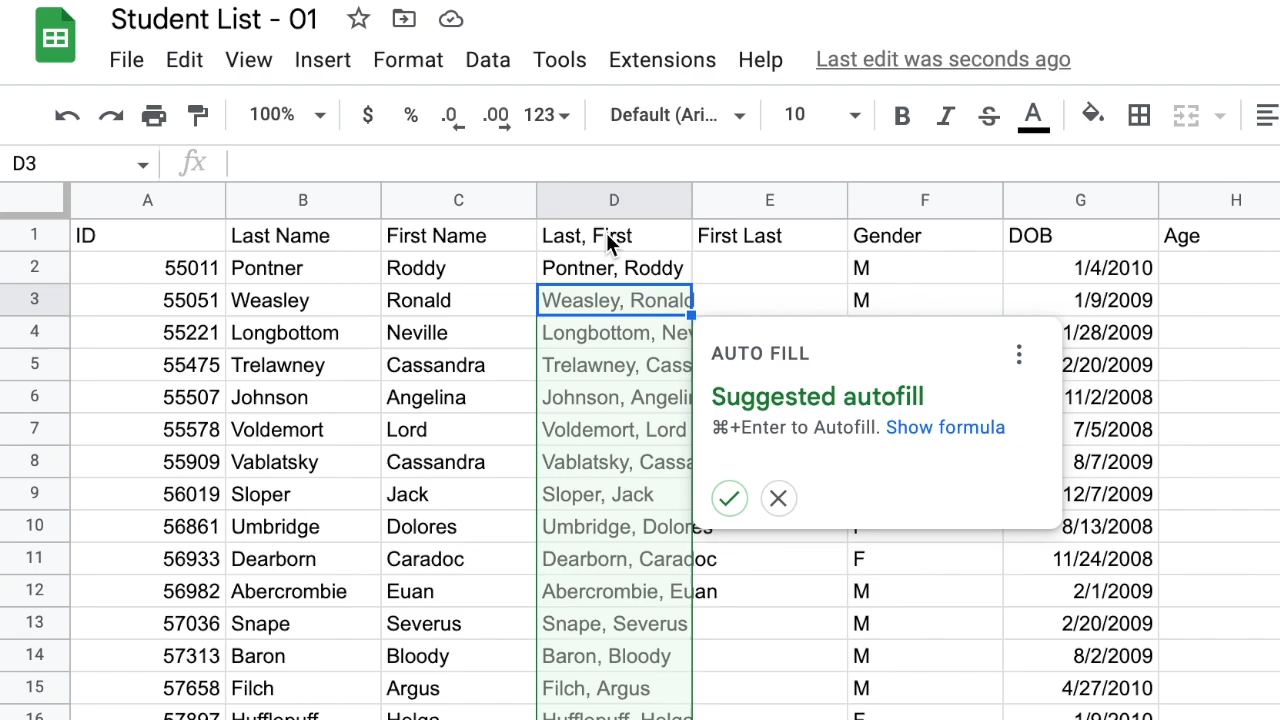 Student List - 01
File Edit View Insert Format Data Tools Extensions Help Last edit was seconds ago
100% $ % .0 .00 123 Default (Ari... 10 B I S A
D3 fx
A B C D E F G H
1 ID Last Name First Name Last, First First Last Gender DOB Age
2 55011 Pontner Roddy Pontner, Roddy M 1/4/2010
3 55051 Weasley Ronald Weasley, Ronald M 1/9/2009
4 55221 Longbottom Neville Longbottom, Nev 1/28/2009
5 55475 Trelawney Cassandra Trelawney, Cass 2/20/2009
6 55507 Johnson Angelina Johnson, Angelin 11/2/2008
7 55578 Voldemort Lord Voldemort, Lord 7/5/2008
8 55909 Vablatsky Cassandra Vablatsky, Cassa 8/7/2009
9 56019 Sloper Jack Sloper, Jack 12/7/2009
10 56861 Umbridge Dolores Umbridge, Dolores 8/13/2008
11 56933 Dearborn Caradoc Dearborn, Caradoc F 11/24/2008
12 56982 Abercrombie Euan Abercrombie, Euan M 2/1/2009
13 57036 Snape Severus Snape, Severus M 2/20/2009
14 57313 Baron Bloody Baron, Bloody M 8/2/2009
15 57658 Filch Argus Filch, Argus M 4/27/2010
16 57897 Hufflepuff Helga Hufflepuff, Helga F 1/9/2010
AUTO FILL
Suggested autofill
⌘+Enter to Autofill. Show formula